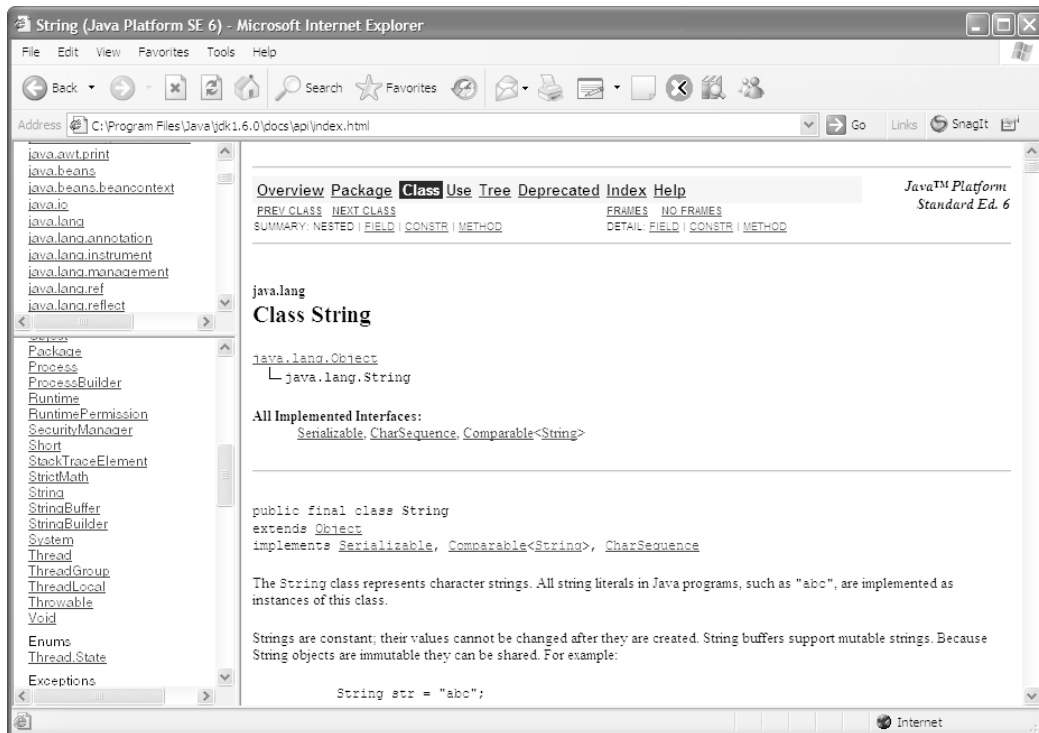 String (Java Platform SE 6) - Microsoft Internet Explorer
File Edit View Favorites Tools Help
Back Search Favorites
Address C:\Program Files\Java\jdk1.6.0\docs\api\index.html Go Links SnagIt
java.awt.print
java.beans
java.beans.beancontext
java.io
java.lang
java.lang.annotation
java.lang.instrument
java.lang.management
java.lang.ref
java.lang.reflect
Object
Package
Process
ProcessBuilder
Runtime
RuntimePermission
SecurityManager
Short
StackTraceElement
StrictMath
String
StringBuffer
StringBuilder
System
Thread
ThreadGroup
ThreadLocal
Throwable
Void
Enums
Thread.State
Exceptions
Overview Package Class Use Tree Deprecated Index Help
Java™ Platform
Standard Ed. 6
PREV CLASS NEXT CLASS FRAMES NO FRAMES
SUMMARY: NESTED | FIELD | CONSTR | METHOD DETAIL: FIELD | CONSTR | METHOD
java.lang
Class String
java.lang.Object
java.lang.String
All Implemented Interfaces:
Serializable, CharSequence, Comparable<String>
public final class String
extends Object
implements Serializable, Comparable<String>, CharSequence
The String class represents character strings. All string literals in Java programs, such as "abc", are implemented as
instances of this class.
Strings are constant; their values cannot be changed after they are created. String buffers support mutable strings. Because
String objects are immutable they can be shared. For example:
String str = "abc";
Internet